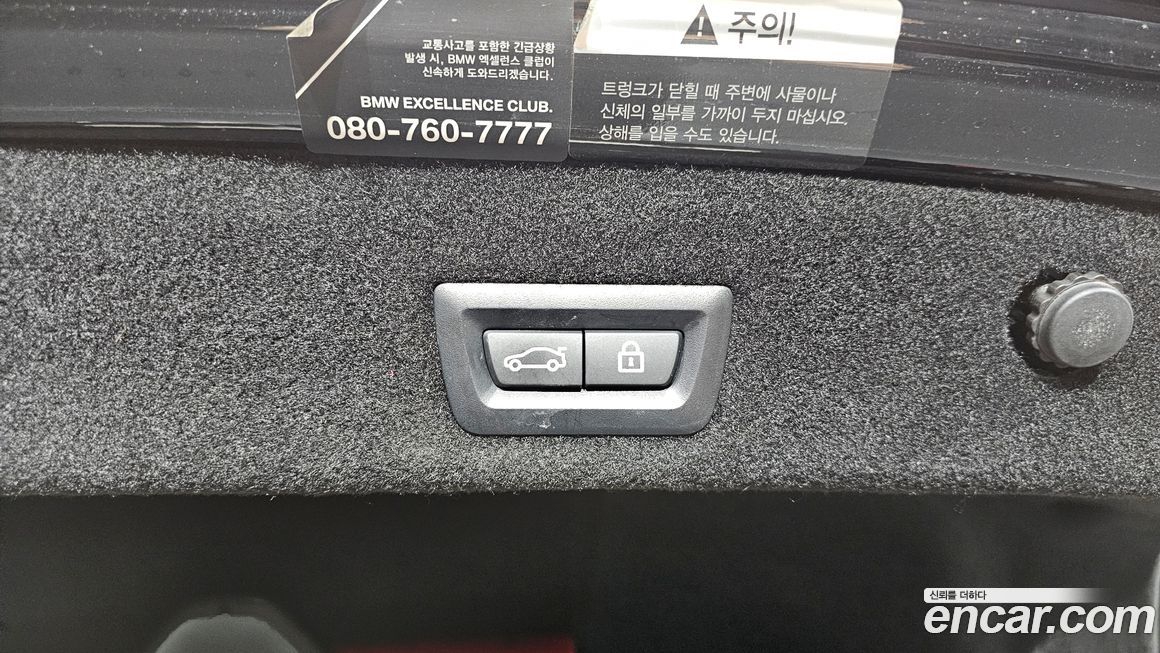 교통사고를 포함한 긴급상황
발생 시, BMW 엑셀런스 클럽이
신속하게 도와드리겠습니다.
BMW EXCELLENCE CLUB.
080-760-7777
주의!
트렁크가 닫힐 때 주변에 사물이나
신체의 일부를 가까이 두지 마십시오.
상해를 입을 수도 있습니다.
신뢰를 더하다
encar.com